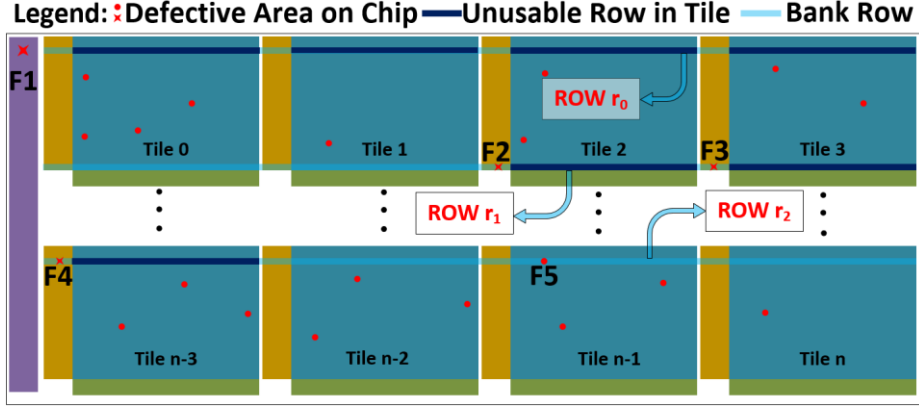 Legend: Defective Area on Chip Unusable Row in Tile Bank Row
F1
ROW r₀
Tile 0 Tile 1 F2 Tile 2 F3 Tile 3
ROW r₁ ROW r₂
F4 F5
Tile n-3 Tile n-2 Tile n-1 Tile n